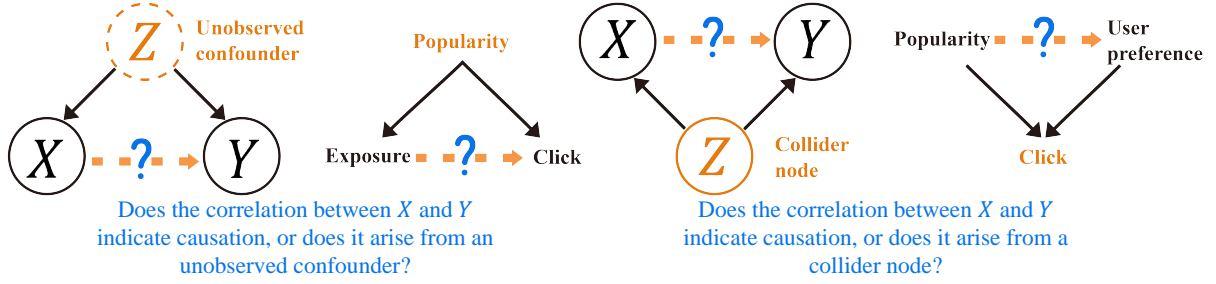 Z
Unobserved
confounder
X
?
Y
Popularity
Exposure
?
Click
Does the correlation between X and Y
indicate causation, or does it arise from an
unobserved confounder?
X
?
Y
Z
Collider
node
Popularity
?
User
preference
Click
Does the correlation between X and Y
indicate causation, or does it arise from a
collider node?